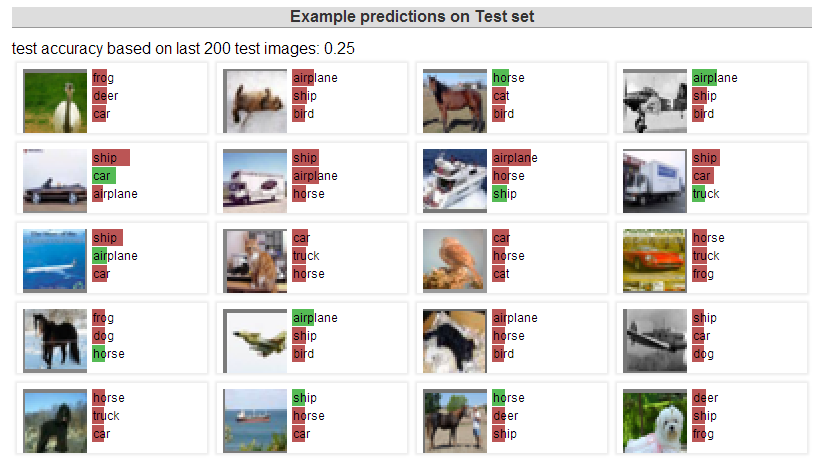 Example predictions on Test set
test accuracy based on last 200 test images: 0.25
frog
deer
car
airplane
ship
bird
horse
cat
bird
airplane
ship
bird
ship
car
airplane
ship
airplane
horse
airplane
horse
ship
ship
car
truck
ship
airplane
car
car
truck
horse
car
horse
cat
horse
truck
frog
frog
dog
horse
airplane
ship
bird
airplane
horse
bird
ship
car
dog
horse
truck
car
ship
horse
car
horse
deer
ship
deer
ship
frog